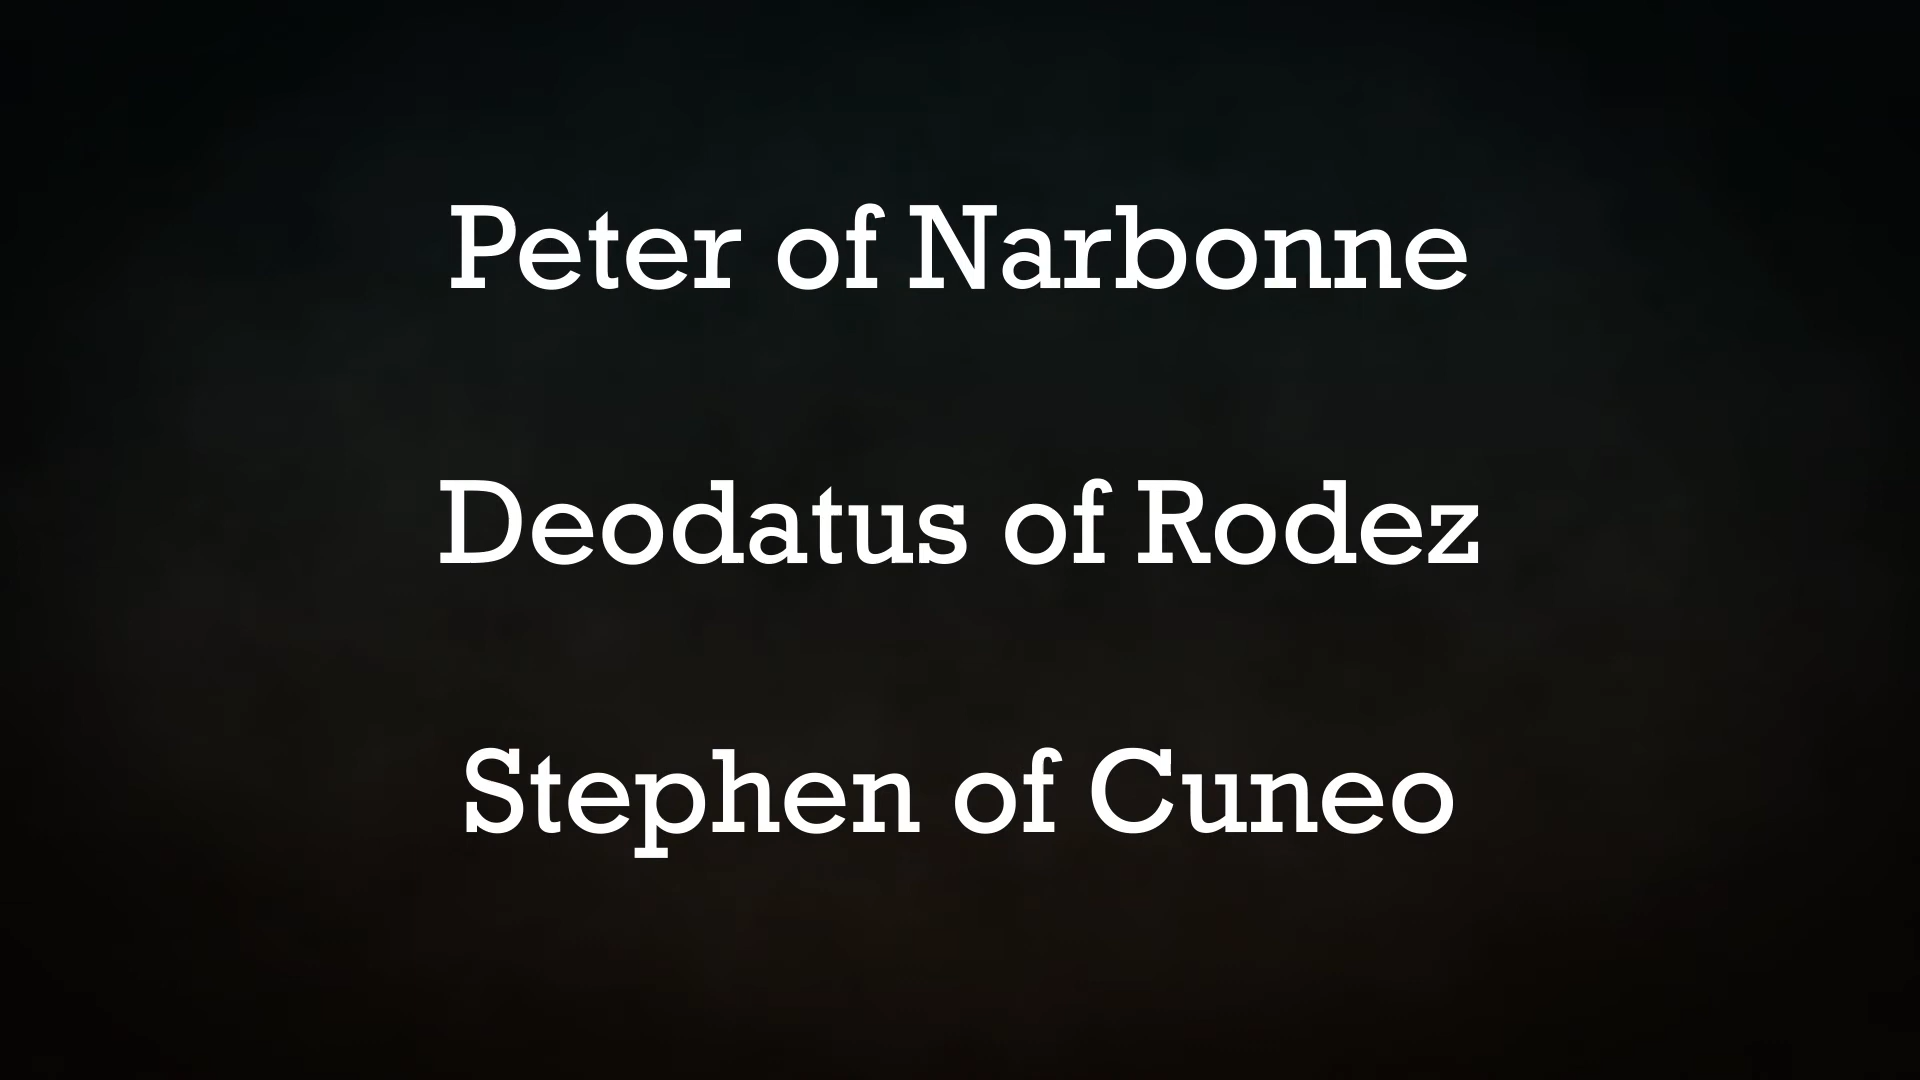 Peter of Narbonne
Deodatus of Rodez
Stephen of Cuneo